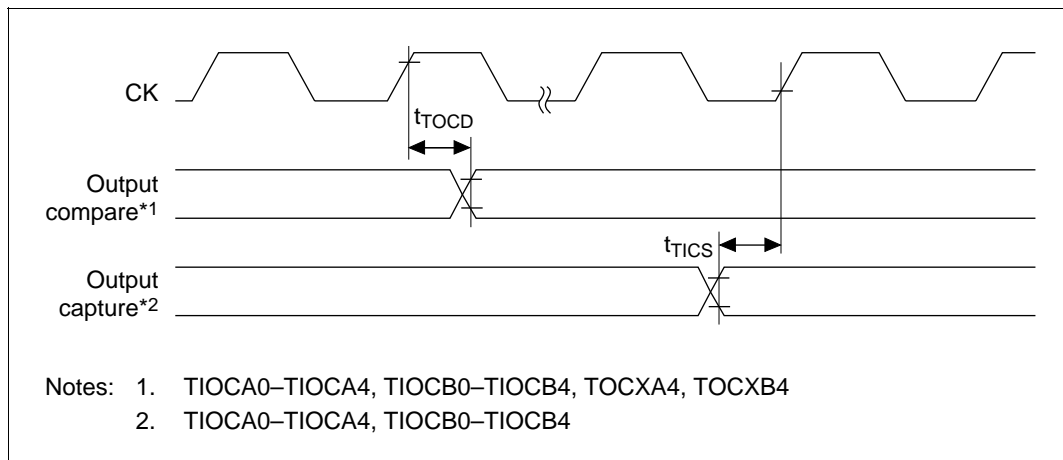 CK
tTOCD
Output
compare*1
tTICS
Output
capture*2
Notes: 1. TIOCA0–TIOCA4, TIOCB0–TIOCB4, TOCXA4, TOCXB4
2. TIOCA0–TIOCA4, TIOCB0–TIOCB4